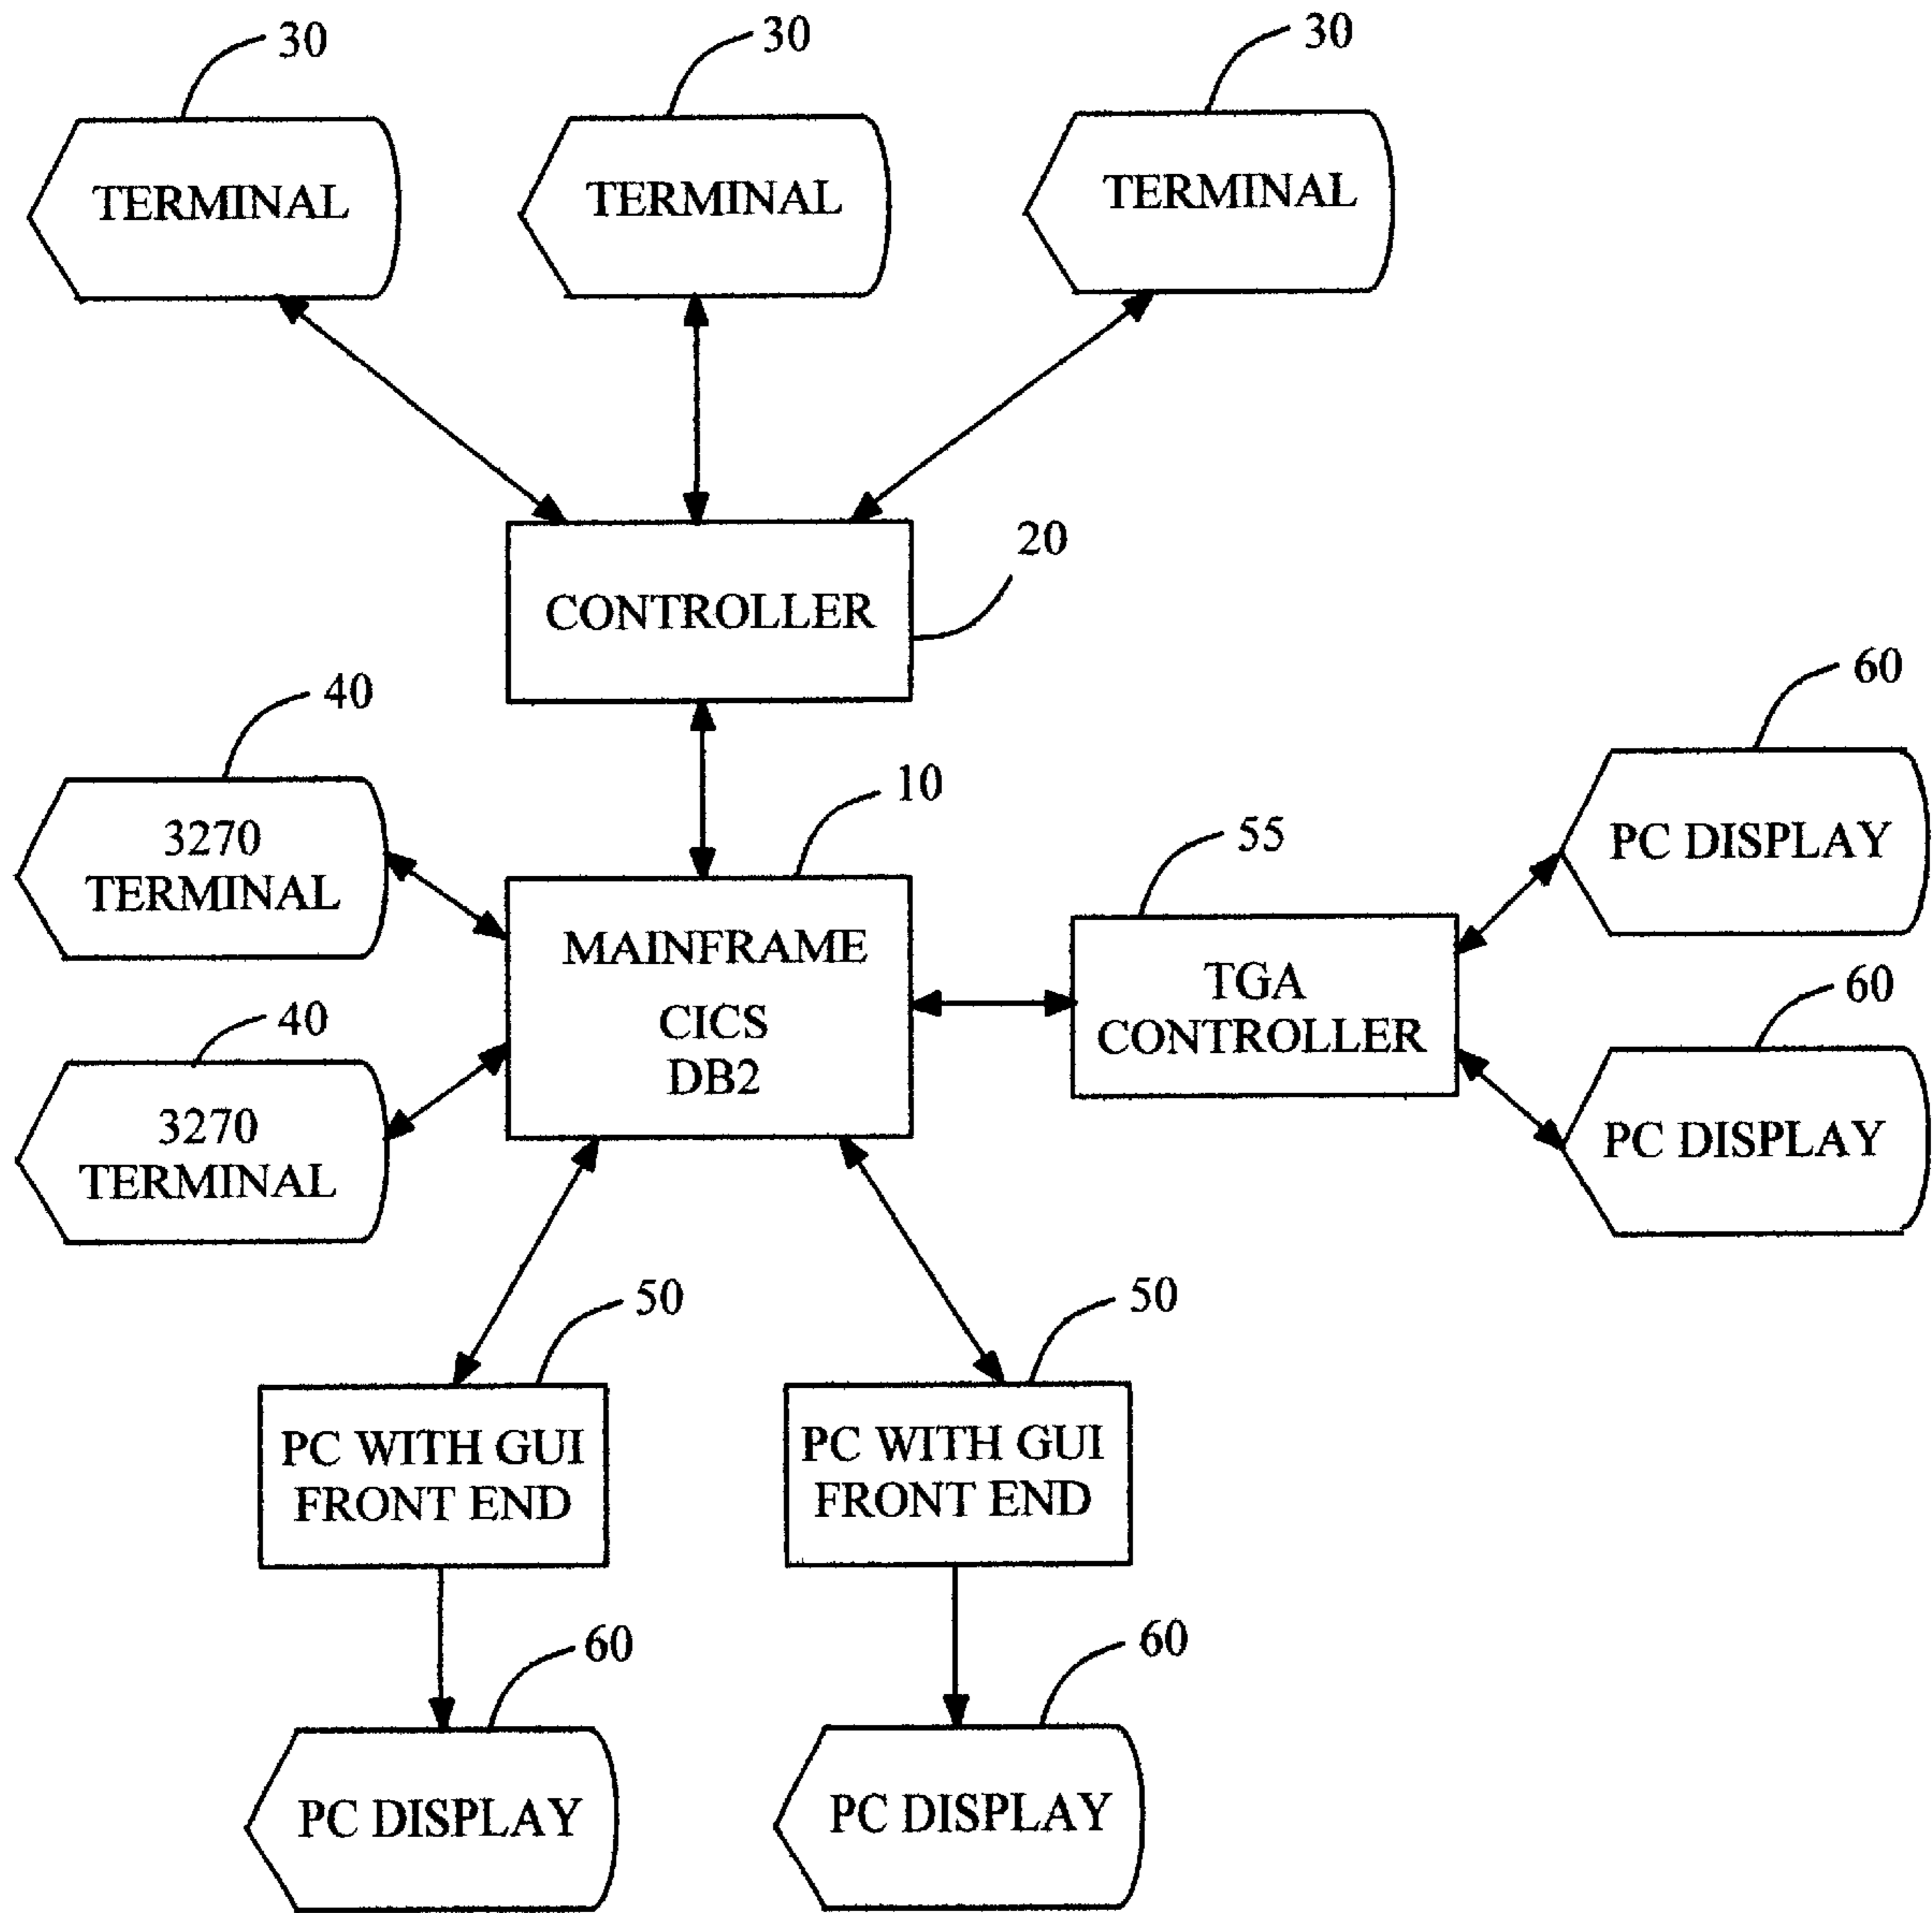 30
30
30
TERMINAL
TERMINAL
TERMINAL
20
CONTROLLER
40
3270
TERMINAL
10
MAINFRAME
CICS
DB2
55
TGA
CONTROLLER
60
PC DISPLAY
60
PC DISPLAY
40
3270
TERMINAL
50
PC WITH GUI
FRONT END
50
PC WITH GUI
FRONT END
60
PC DISPLAY
60
PC DISPLAY